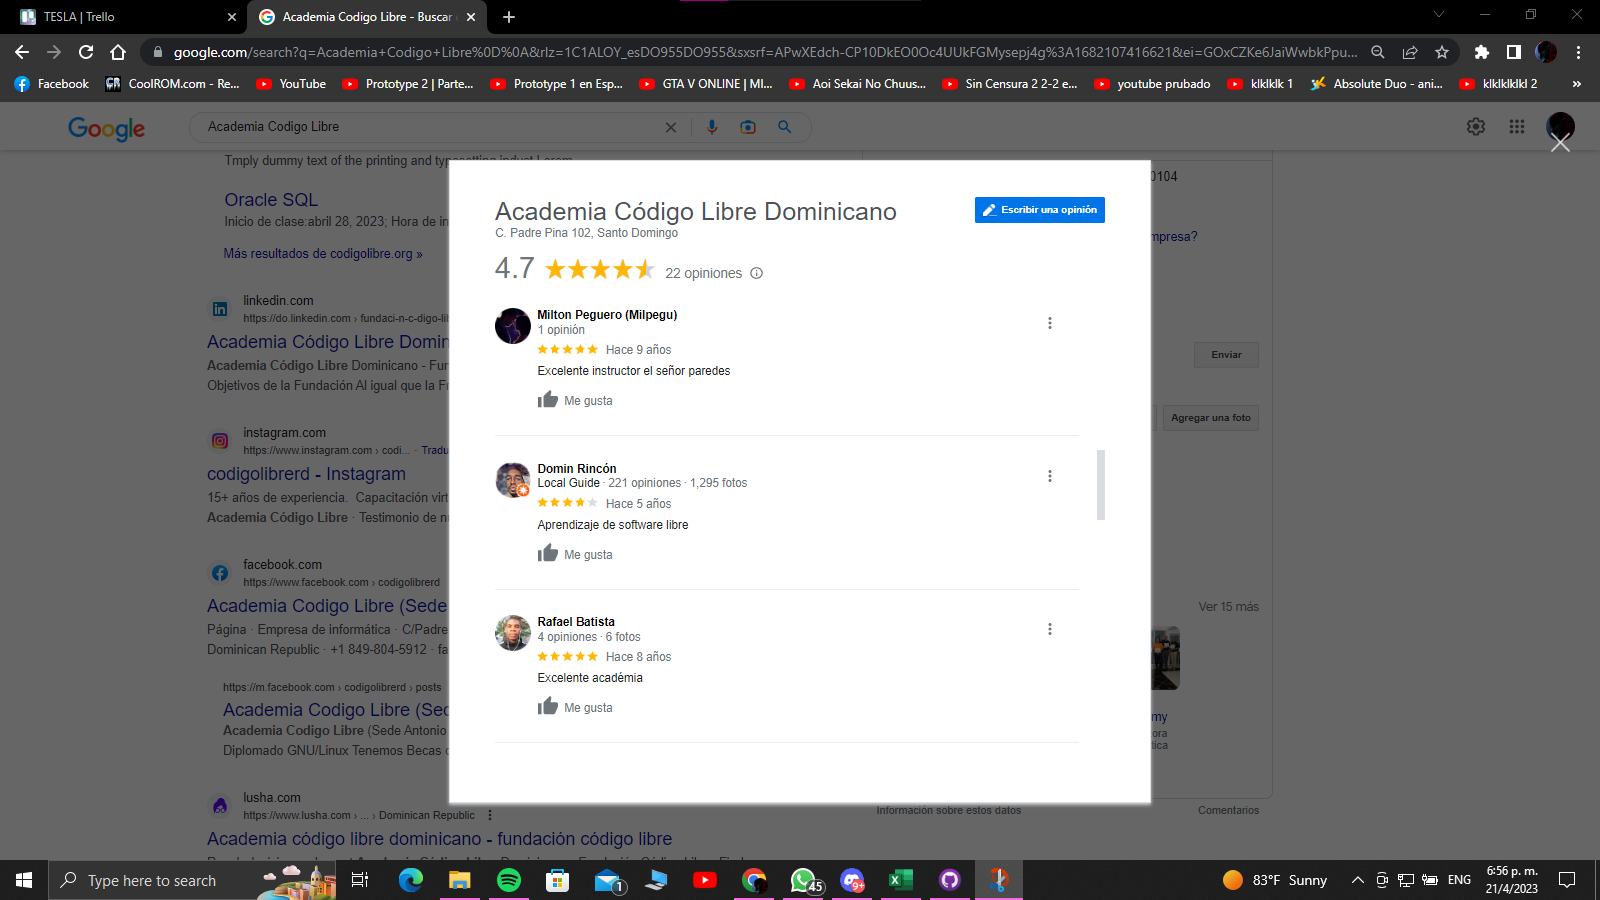 TESLA | Trello
Academia Codigo Libre - Buscar
google.com/search?q=Academia+Codigo+Libre%0D%0A&rlz=1C1ALOY_esDO955DO955&sxsrf=APwXEdch-CP10DkEO0Oc4UUkFGMysepj4g%3A1682107416621&ei=GOxCZKe6JaiWwbkPpu...
Facebook
CoolROM.com - Re...
YouTube
Prototype 2 | Parte...
Prototype 1 en Esp...
GTA V ONLINE | MI...
Aoi Sekai No Chuus...
Sin Censura 2 2-2 e...
youtube prubado
klklklk 1
Absolute Duo - ani...
klklklklkl 2
»
Google
Academia Codigo Libre
Tmply dummy text of the printing and typesetting indust Lorem
Oracle SQL
Inicio de clase:abril 28, 2023; Hora de in
Más resultados de codigolibre.org »
linkedin.com
https://do.linkedin.com › fundaci-n-c-digo-li
Academia Código Libre Domin
Academia Código Libre Dominicano - Fun
Objetivos de la Fundación Al igual que la F
instagram.com
https://www.instagram.com › codi... · Tradu
codigolibrerd - Instagram
15+ años de experiencia. Capacitación virt
Academia Código Libre · Testimonio de nu
facebook.com
https://www.facebook.com › codigolibrerd
Academia Codigo Libre (Sede
Página · Empresa de informática · C/Padre
Dominican Republic · +1 849-804-5912 · fa
https://m.facebook.com › codigolibrerd › posts
Academia Codigo Libre (Sed
Academia Codigo Libre (Sede Antonio
Diplomado GNU/Linux Tenemos Becas c
lusha.com
https://www.lusha.com › ... › Dominican Republic
Academia código libre dominicano - fundación código libre
Academia Código Libre Dominicano
C. Padre Pina 102, Santo Domingo
Escribir una opinión
4.7
22 opiniones
Milton Peguero (Milpegu)
1 opinión
Hace 9 años
Excelente instructor el señor paredes
Me gusta
Domin Rincón
Local Guide · 221 opiniones · 1,295 fotos
Hace 5 años
Aprendizaje de software libre
Me gusta
Rafael Batista
4 opiniones · 6 fotos
Hace 8 años
Excelente académia
Me gusta
0104
mpresa?
Enviar
Agregar una foto
Ver 15 más
my
ora
tica
Información sobre estos datos
Comentarios
Type here to search
1
45
9+
83°F Sunny
ENG
6:56 p. m.
21/4/2023